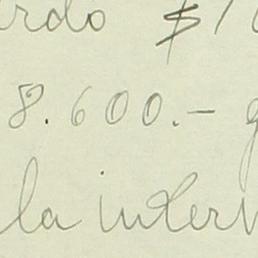 rdo $1
8.600.-
la inter